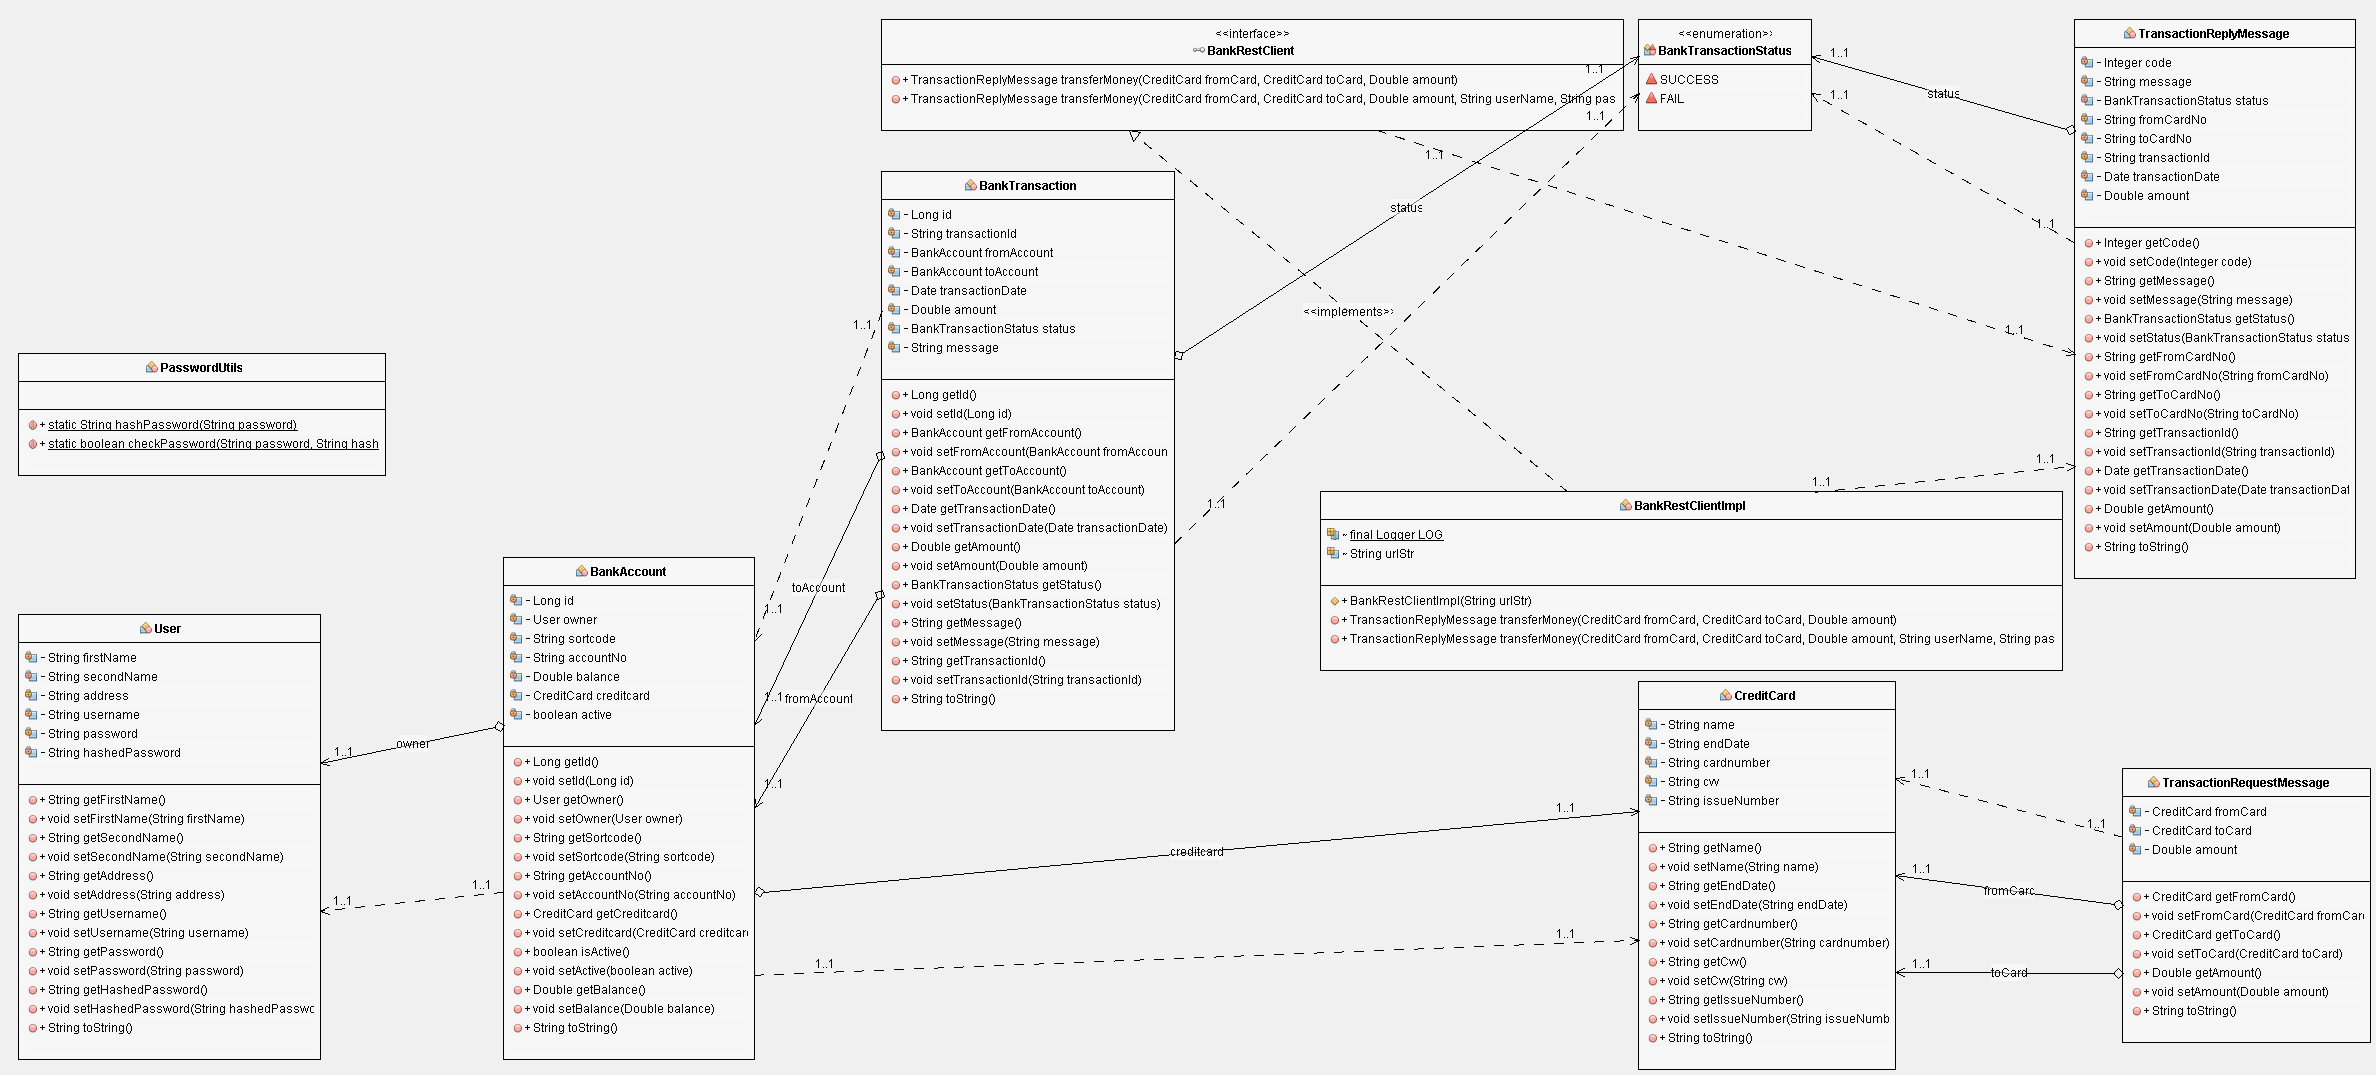 <<interface>>
BankRestClient
+ TransactionReplyMessage transferMoney(CreditCard fromCard, CreditCard toCard, Double amount)
+ TransactionReplyMessage transferMoney(CreditCard fromCard, CreditCard toCard, Double amount, String userName, String pas
<<enumeration>>
BankTransactionStatus
SUCCESS
FAIL
TransactionReplyMessage
- Integer code
- String message
- BankTransactionStatus status
- String fromCardNo
- String toCardNo
- String transactionId
- Date transactionDate
- Double amount
+ Integer getCode()
+ void setCode(Integer code)
+ String getMessage()
+ void setMessage(String message)
+ BankTransactionStatus getStatus()
+ void setStatus(BankTransactionStatus status
+ String getFromCardNo()
+ void setFromCardNo(String fromCardNo)
+ String getToCardNo()
+ void setToCardNo(String toCardNo)
+ String getTransactionId()
+ void setTransactionId(String transactionId)
+ Date getTransactionDate()
+ void setTransactionDate(Date transactionDat
+ Double getAmount()
+ void setAmount(Double amount)
+ String toString()
BankTransaction
- Long id
- String transactionId
- BankAccount fromAccount
- BankAccount toAccount
- Date transactionDate
- Double amount
- BankTransactionStatus status
- String message
+ Long getId()
+ void setId(Long id)
+ BankAccount getFromAccount()
+ void setFromAccount(BankAccount fromAccoun
+ BankAccount getToAccount()
+ void setToAccount(BankAccount toAccount)
+ Date getTransactionDate()
+ void setTransactionDate(Date transactionDate)
+ Double getAmount()
+ void setAmount(Double amount)
+ BankTransactionStatus getStatus()
+ void setStatus(BankTransactionStatus status)
+ String getMessage()
+ void setMessage(String message)
+ String getTransactionId()
+ void setTransactionId(String transactionId)
+ String toString()
PasswordUtils
+ static String hashPassword(String password)
+ static boolean checkPassword(String password, String hash
BankRestClientImpl
~ final Logger LOG
~ String urlStr
+ BankRestClientImpl(String urlStr)
+ TransactionReplyMessage transferMoney(CreditCard fromCard, CreditCard toCard, Double amount)
+ TransactionReplyMessage transferMoney(CreditCard fromCard, CreditCard toCard, Double amount, String userName, String pas
BankAccount
- Long id
- User owner
- String sortcode
- String accountNo
- Double balance
- CreditCard creditcard
- boolean active
+ Long getId()
+ void setId(Long id)
+ User getOwner()
+ void setOwner(User owner)
+ String getSortcode()
+ void setSortcode(String sortcode)
+ String getAccountNo()
+ void setAccountNo(String accountNo)
+ CreditCard getCreditcard()
+ void setCreditcard(CreditCard creditcard
+ boolean isActive()
+ void setActive(boolean active)
+ Double getBalance()
+ void setBalance(Double balance)
+ String toString()
User
- String firstName
- String secondName
- String address
- String username
- String password
- String hashedPassword
+ String getFirstName()
+ void setFirstName(String firstName)
+ String getSecondName()
+ void setSecondName(String secondName)
+ String getAddress()
+ void setAddress(String address)
+ String getUsername()
+ void setUsername(String username)
+ String getPassword()
+ void setPassword(String password)
+ String getHashedPassword()
+ void setHashedPassword(String hashedPasswo
+ String toString()
CreditCard
- String name
- String endDate
- String cardnumber
- String cvv
- String issueNumber
+ String getName()
+ void setName(String name)
+ String getEndDate()
+ void setEndDate(String endDate)
+ String getCardnumber()
+ void setCardnumber(String cardnumber)
+ String getCvv()
+ void setCvv(String cvv)
+ String getIssueNumber()
+ void setIssueNumber(String issueNumb
+ String toString()
TransactionRequestMessage
- CreditCard fromCard
- CreditCard toCard
- Double amount
+ CreditCard getFromCard()
+ void setFromCard(CreditCard fromCar
+ CreditCard getToCard()
+ void setToCard(CreditCard toCard)
+ Double getAmount()
+ void setAmount(Double amount)
+ String toString()
1..1
1..1
1..1
1..1
status
1..1
1..1
status
<<implements>>
1..1
1..1
1..1
1..1
1..1
1..1
toAccount
1..1
1..1
fromAccount
1..1
owner
1..1
1..1
1..1
creditcard
1..1
1..1
1..1
1..1
1..1
1..1
fromCard
1..1
toCard